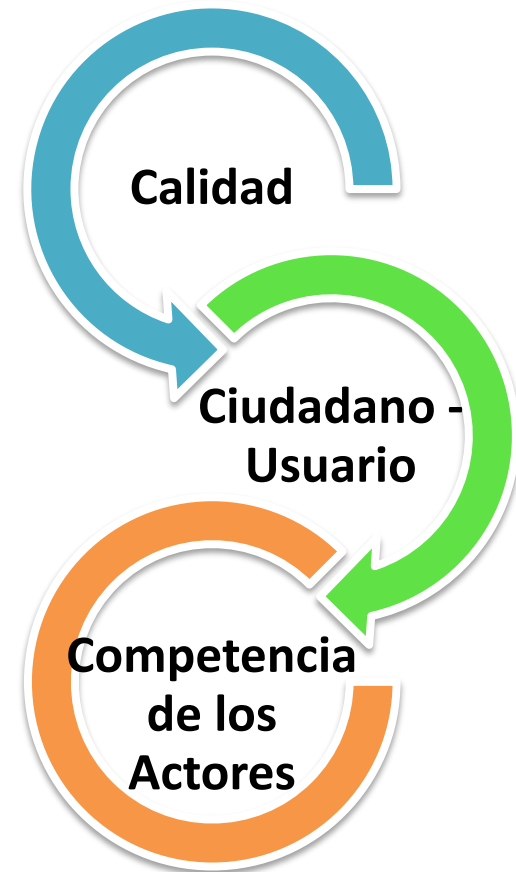 Calidad
Ciudadano -
Usuario
Competencia
de los
Actores